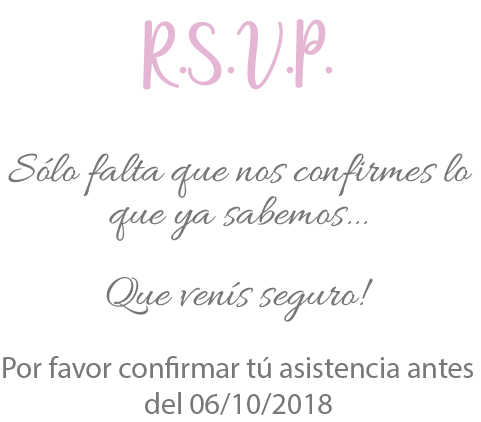 R.S.V.P.
Sólo falta que nos confirmes lo
que ya sabemos...
Que venís seguro!
Por favor confirmar tú asistencia antes
del 06/10/2018